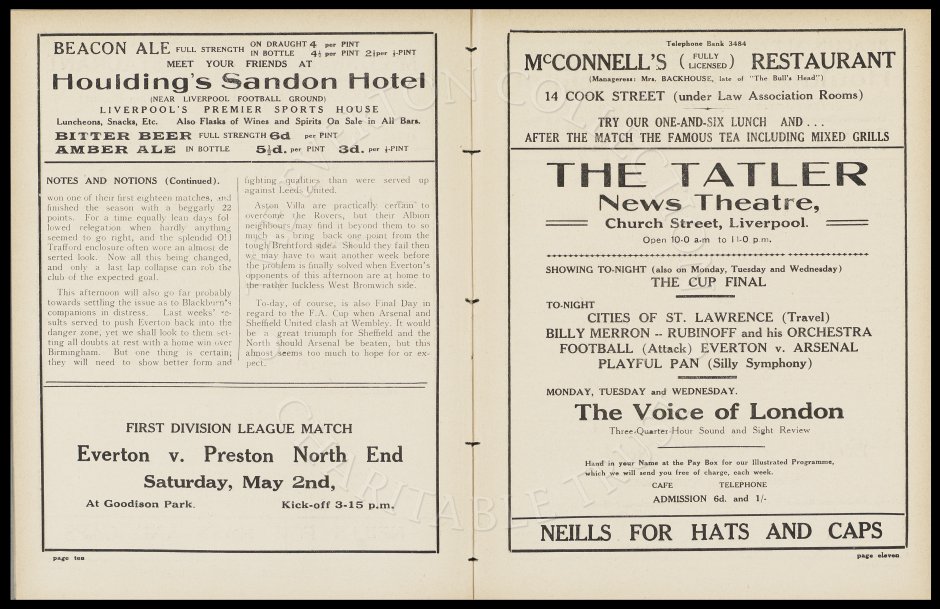 BEACON ALE FULL STRENGTH ON DRAUGHT 4 per PINT
IN BOTTLE 4½ per PINT 2½per ½-PINT
MEET YOUR FRIENDS AT
Houlding's Sandon Hotel
(NEAR LIVERPOOL FOOTBALL GROUND)
LIVERPOOL'S PREMIER SPORTS HOUSE
Luncheons, Snacks, Etc. Also Flasks of Wines and Spirits On Sale in All Bars.
BITTER BEER FULL STRENGTH 6d per PINT
AMBER ALE IN BOTTLE 5½d. per PINT 3d. per ½-PINT
NOTES AND NOTIONS (Continued).
won one of their first eighteen matches, and
finished the season with a beggarly 22
points. For a time equally lean days fol
lowed relegation when hardly anything
seemed to go right, and the splendid Old
Trafford enclosure often wore an almost de
serted look. Now all this being changed,
and only a last lap collapse can rob the
club of the expected goal.
This afternoon will also go far probably
towards settling the issue as to Blackburn's
companions in distress. Last weeks' re-
sults served to push Everton back into the
danger zone, yet we shall look to them set-
ting all doubts at rest with a home win over
Birmingham. But one thing is certain;
they will need to show better form and
fighting qualities than were served up
against Leeds United.
Aston Villa are practically certain to
overcome the Rovers, but their Albion
neighbours may find it beyond them to so
much as bring back one point from the
tough Brentford side. Should they fail then
we may have to wait another week before
the problem is finally solved when Everton's
opponents of this afternoon are at home to
the rather luckless West Bromwich side.
To-day, of course, is also Final Day in
regard to the F.A. Cup when Arsenal and
Sheffield United clash at Wembley. It would
be a great triumph for Sheffield and the
North should Arsenal be beaten, but this
almost seems too much to hope for or ex-
pect.
FIRST DIVISION LEAGUE MATCH
Everton v. Preston North End
Saturday, May 2nd,
At Goodison Park. Kick-off 3-15 p.m.
page ten
Telephone Bank 3484
McCONNELL'S (FULLY LICENSED) RESTAURANT
(Manageress: Mrs. BACKHOUSE, late of "The Bull's Head")
14 COOK STREET (under Law Association Rooms)
TRY OUR ONE-AND-SIX LUNCH AND...
AFTER THE MATCH THE FAMOUS TEA INCLUDING MIXED GRILLS
THE TATLER
News Theatre,
Church Street, Liverpool.
Open 10-0 a.m to 11-0 p.m.
SHOWING TO-NIGHT (also on Monday, Tuesday and Wednesday)
THE CUP FINAL
TO-NIGHT
CITIES OF ST. LAWRENCE (Travel)
BILLY MERRON -- RUBINOFF and his ORCHESTRA
FOOTBALL (Attack) EVERTON v. ARSENAL
PLAYFUL PAN (Silly Symphony)
MONDAY, TUESDAY and WEDNESDAY.
The Voice of London
Three-Quarter-Hour Sound and Sight Review
Hand in your Name at the Pay Box for our Illustrated Programme,
which we will send you free of charge, each week.
CAFE TELEPHONE
ADMISSION 6d. and 1/-
NEILLS FOR HATS AND CAPS
page eleven